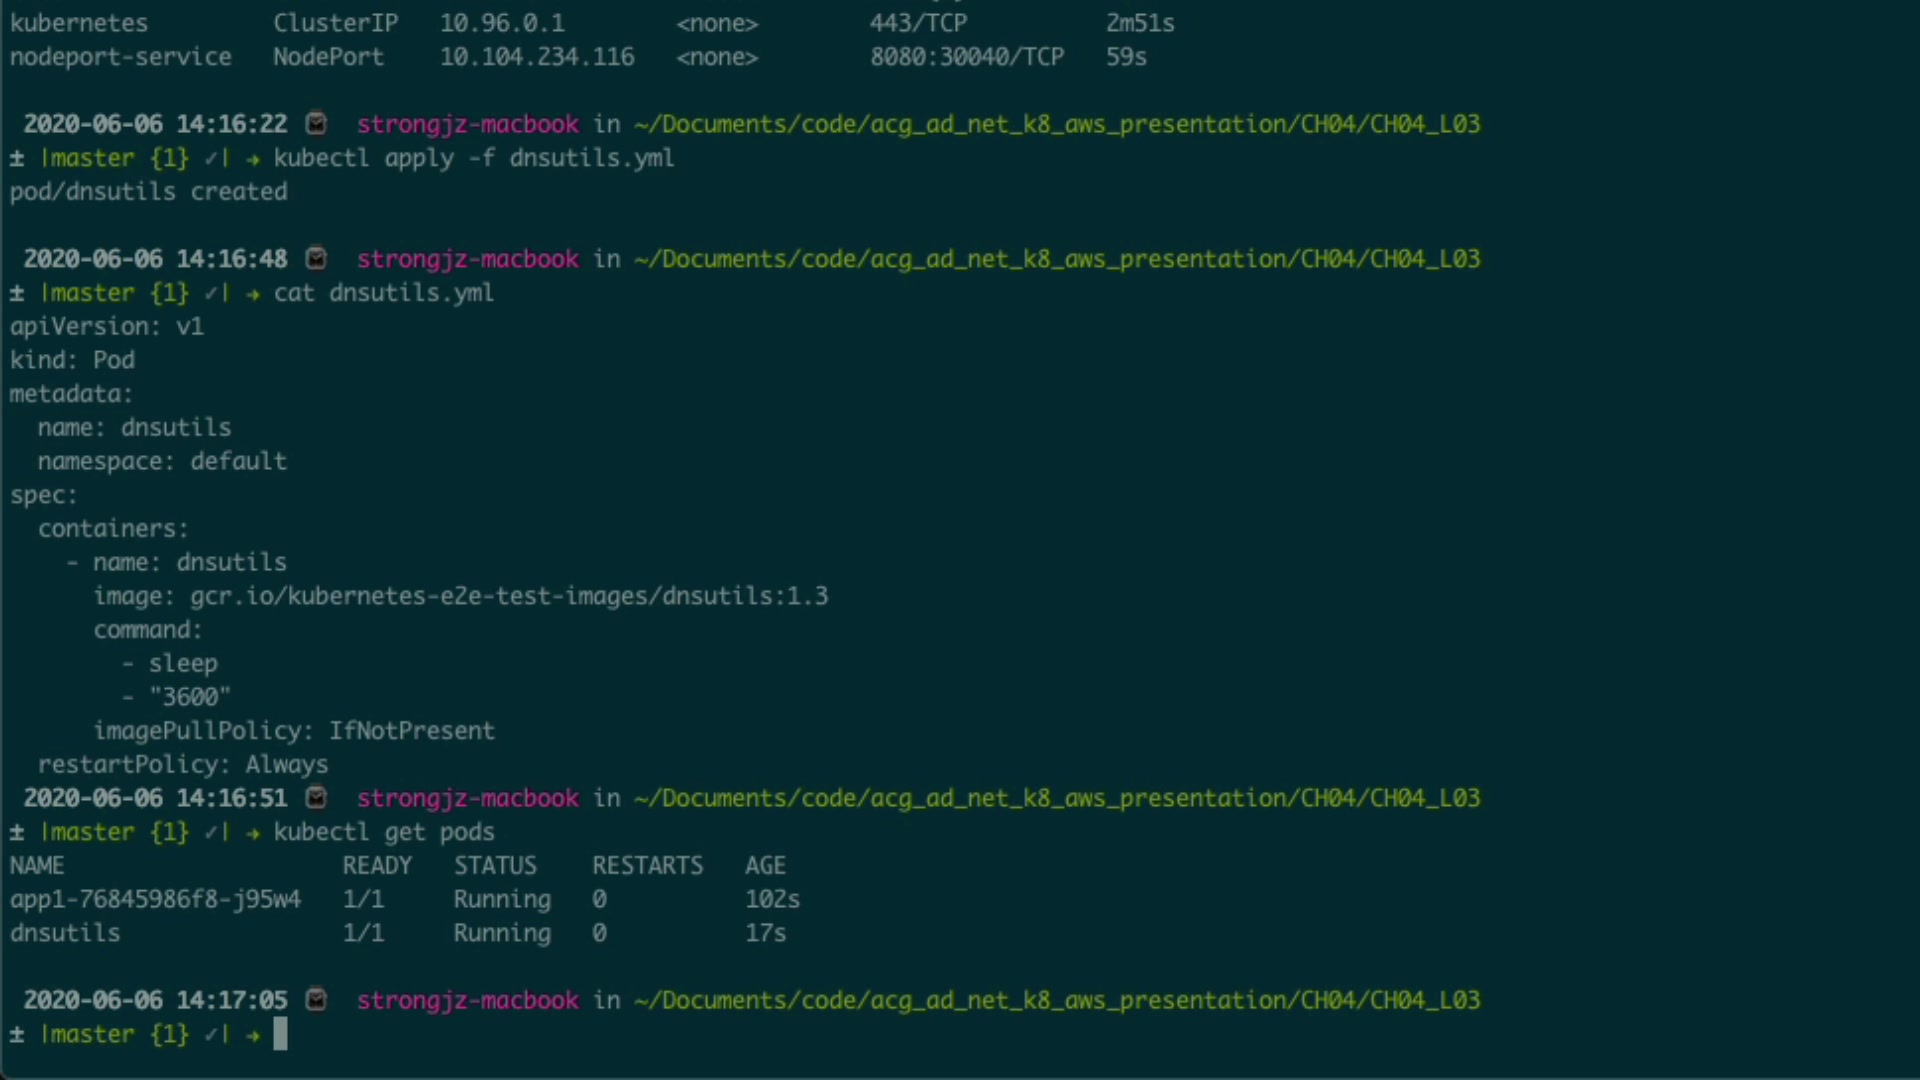 kubernetes ClusterIP 10.96.0.1 <none> 443/TCP 2m51s
nodeport-service NodePort 10.104.234.116 <none> 8080:30040/TCP 59s
2020-06-06 14:16:22 strongjz-macbook in ~/Documents/code/acg_ad_net_k8_aws_presentation/CH04/CH04_L03
± |master {1} ✓| → kubectl apply -f dnsutils.yml
pod/dnsutils created
2020-06-06 14:16:48 strongjz-macbook in ~/Documents/code/acg_ad_net_k8_aws_presentation/CH04/CH04_L03
± |master {1} ✓| → cat dnsutils.yml
apiVersion: v1
kind: Pod
metadata:
  name: dnsutils
  namespace: default
spec:
  containers:
    - name: dnsutils
      image: gcr.io/kubernetes-e2e-test-images/dnsutils:1.3
      command:
        - sleep
        - "3600"
      imagePullPolicy: IfNotPresent
  restartPolicy: Always
2020-06-06 14:16:51 strongjz-macbook in ~/Documents/code/acg_ad_net_k8_aws_presentation/CH04/CH04_L03
± |master {1} ✓| → kubectl get pods
NAME READY STATUS RESTARTS AGE
app1-76845986f8-j95w4 1/1 Running 0 102s
dnsutils 1/1 Running 0 17s
2020-06-06 14:17:05 strongjz-macbook in ~/Documents/code/acg_ad_net_k8_aws_presentation/CH04/CH04_L03
± |master {1} ✓| →